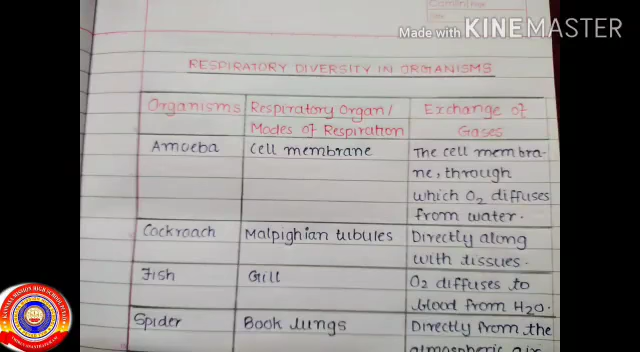 Made with KINEMASTER
RESPIRATORY DIVERSITY IN ORGANISMS
Organisms Respiratory Organ/ Exchange of
Modes of Respiration Gases
Amoeba Cell membrane The cell membra-
ne, through
which O2 diffuses
from water.
Cockroach Malpighian tubules Directly along
with tissues.
Fish Gill O2 diffuses to
blood from H2O.
Spider Book lungs Directly from the
atmospheric air